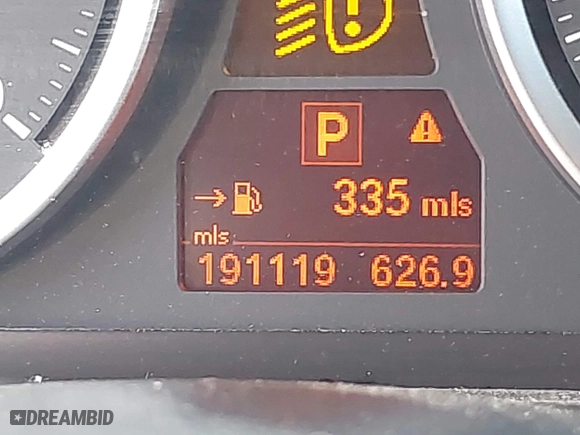 P
335 mls
mls
191119 626.9
DREAMBID